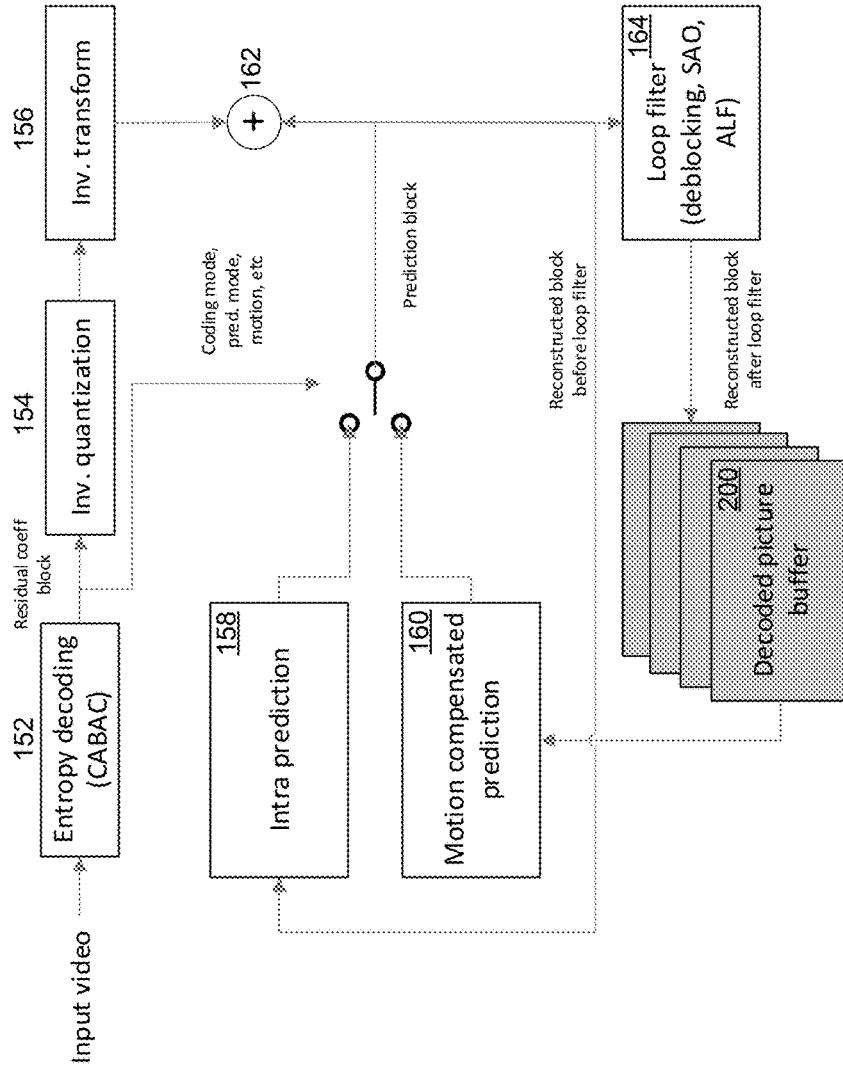 Input video
152
Entropy decoding
(CABAC)
Residual coeff
block
154
Inv. quantization
156
Inv. transform
162
+
Coding mode,
pred. mode,
motion, etc
Prediction block
158
Intra prediction
160
Motion compensated
prediction
Reconstructed block
before loop filter
164
Loop filter
(deblocking, SAO,
ALF)
Reconstructed block
after loop filter
200
Decoded picture
buffer